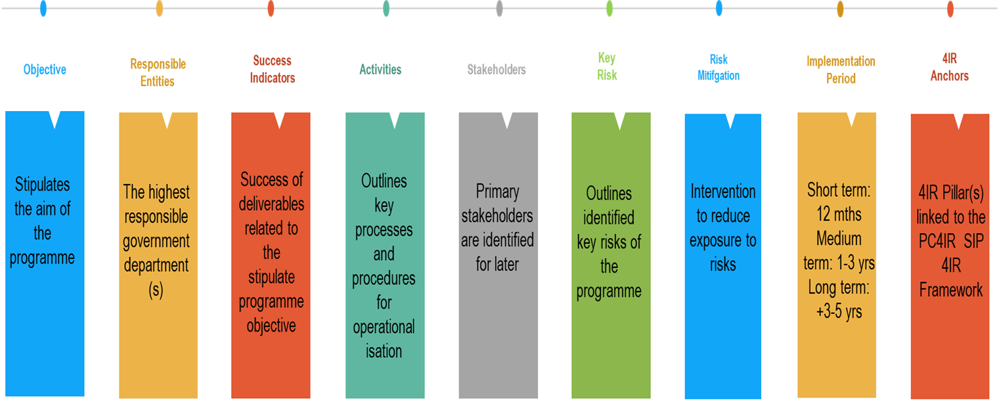 Objective
Responsible
Entities
Success
Indicators
Activities
Stakeholders
Key
Risk
Risk
Mitifgation
Implementation
Period
4IR
Anchors
Stipulates
the aim of
the
programme
The highest
responsible
government
department
(s)
Success of
deliverables
related to
the
stipulate
programme
objective
Outlines
key
processes
and
procedures
for
operational
isation
Primary
stakeholders
are identified
for later
Outlines
identified
key risks of
the
programme
Intervention
to reduce
exposure to
risks
Short term:
12 mths
Medium
term: 1-3 yrs
Long term:
+3-5 yrs
4IR Pillar(s)
linked to the
PC4IR SIP
4IR
Framework